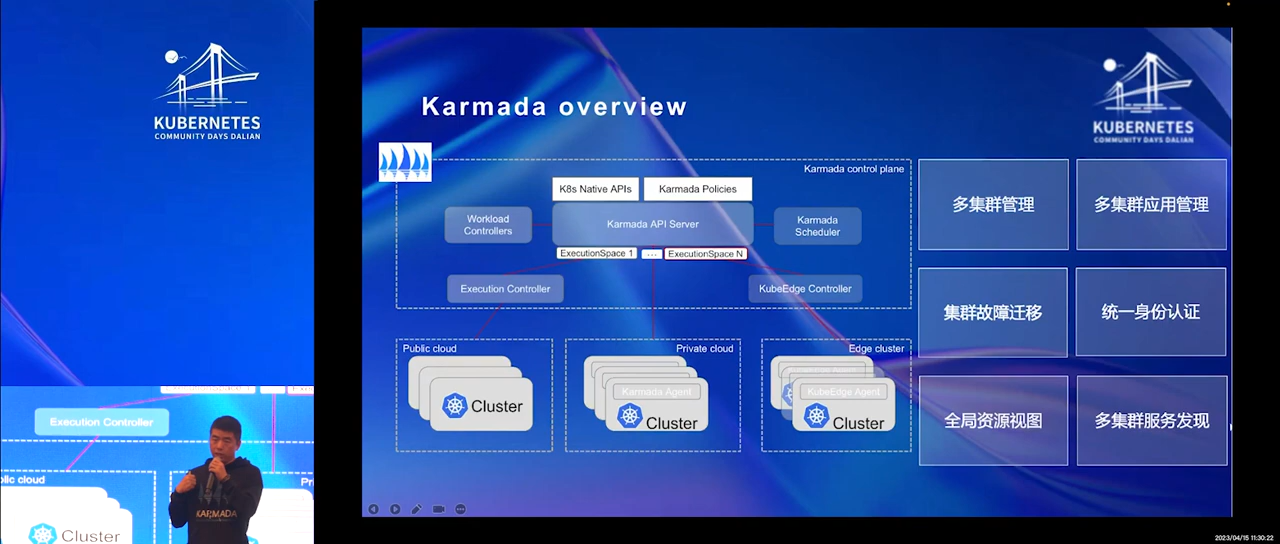 KUBERNETES
COMMUNITY DAYS DALIAN
Karmada overview
KUBERNETES
COMMUNITY DAYS DALIAN
Karmada control plane
K8s Native APIs
Karmada Policies
Workload
Controllers
Karmada API Server
Karmada
Scheduler
ExecutionSpace 1
...
ExecutionSpace N
Execution Controller
KubeEdge Controller
Public cloud
Cluster
Private cloud
Karmada Agent
Cluster
Edge cluster
KubeEdge Agent
Cluster
多集群管理
多集群应用管理
集群故障迁移
统一身份认证
全局资源视图
多集群服务发现
Execution Controller
blic cloud
Pr
Cluster
KARMADA
2023/04/15 11:30:22